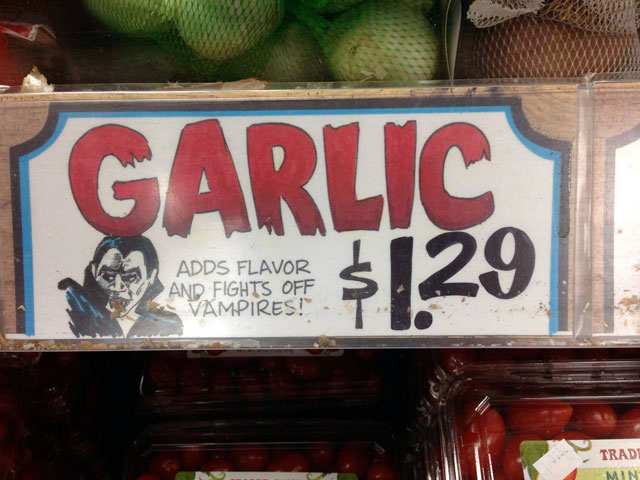 GARLIC
ADDS FLAVOR
AND FIGHTS OFF
VAMPIRES!
$1.29